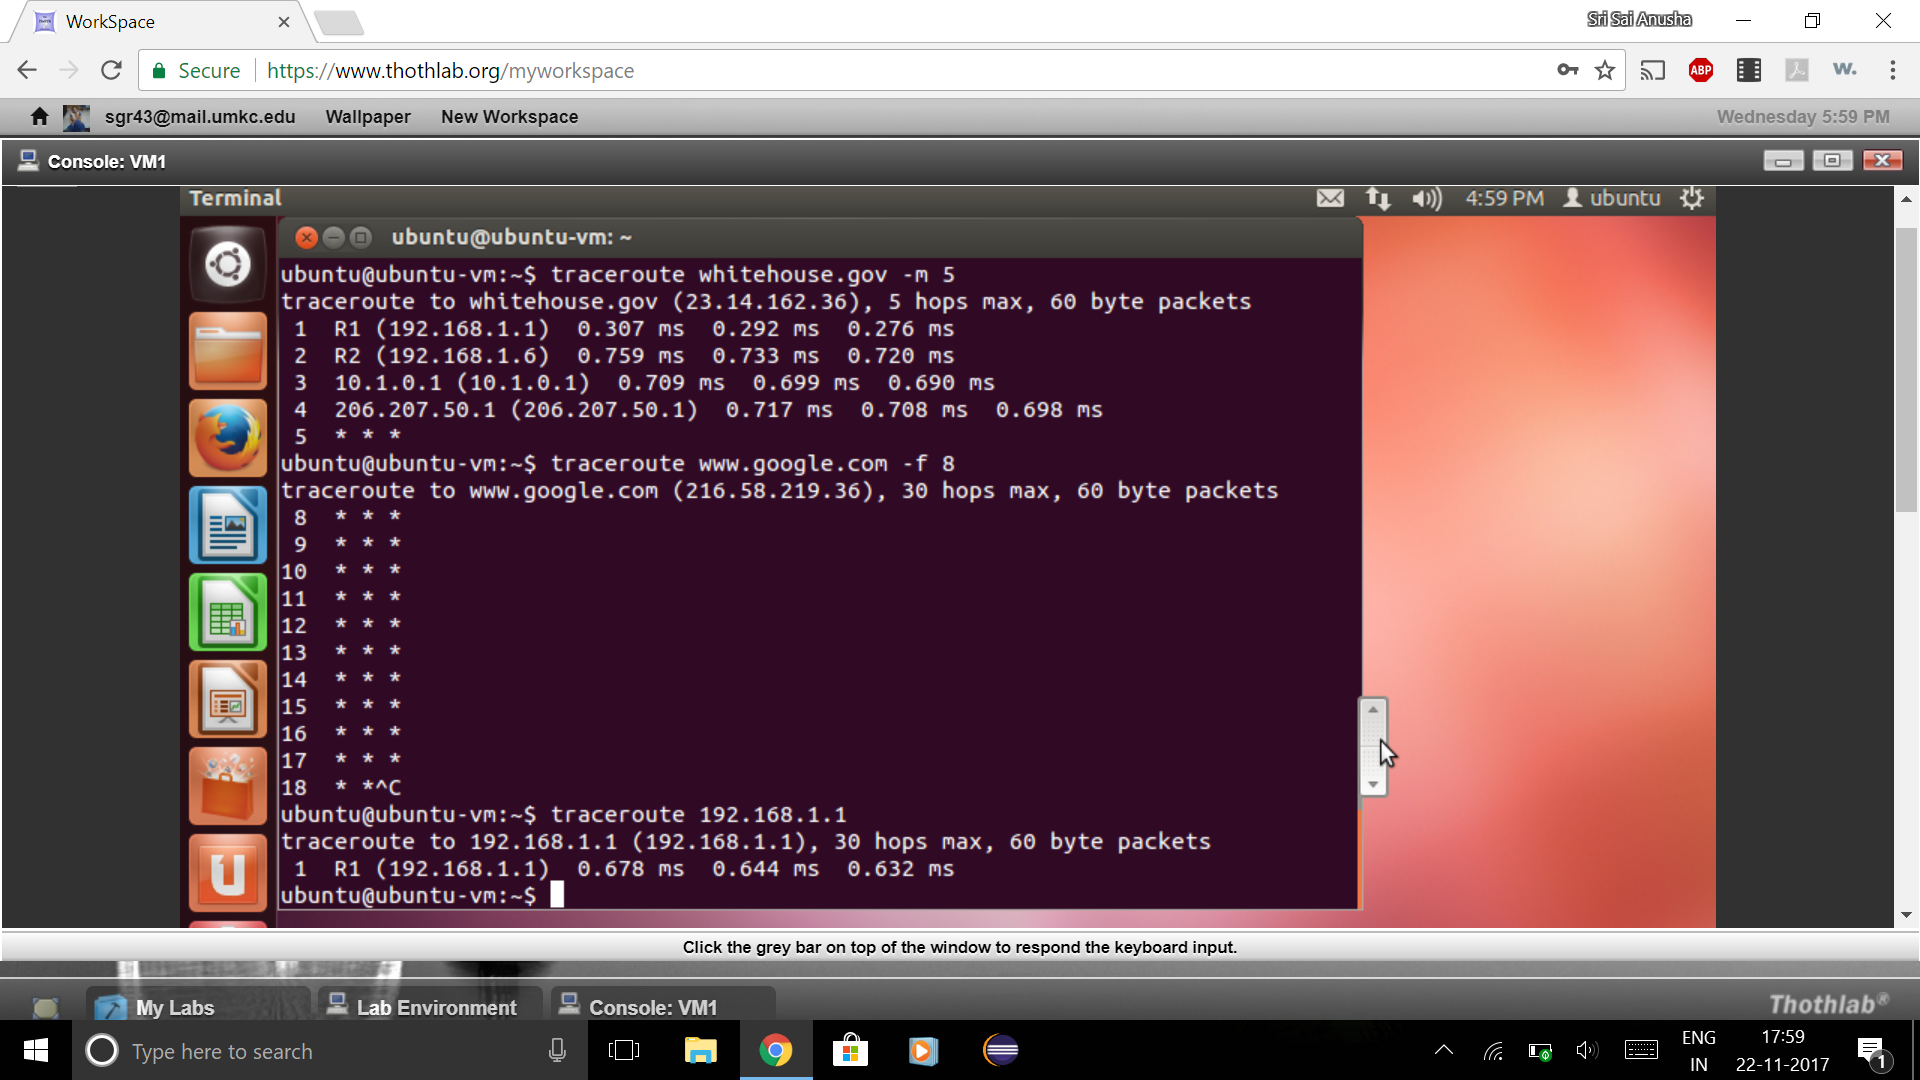 WorkSpace
Sri Sai Anusha
Secure https://www.thothlab.org/myworkspace
ABP
W.
sgr43@mail.umkc.edu Wallpaper New Workspace Wednesday 5:59 PM
Console: VM1
Terminal 4:59 PM ubuntu
ubuntu@ubuntu-vm: ~
ubuntu@ubuntu-vm:~$ traceroute whitehouse.gov -m 5
traceroute to whitehouse.gov (23.14.162.36), 5 hops max, 60 byte packets
1 R1 (192.168.1.1) 0.307 ms 0.292 ms 0.276 ms
2 R2 (192.168.1.6) 0.759 ms 0.733 ms 0.720 ms
3 10.1.0.1 (10.1.0.1) 0.709 ms 0.699 ms 0.690 ms
4 206.207.50.1 (206.207.50.1) 0.717 ms 0.708 ms 0.698 ms
5 * * *
ubuntu@ubuntu-vm:~$ traceroute www.google.com -f 8
traceroute to www.google.com (216.58.219.36), 30 hops max, 60 byte packets
8 * * *
9 * * *
10 * * *
11 * * *
12 * * *
13 * * *
14 * * *
15 * * *
16 * * *
17 * * *
18 * *^C
ubuntu@ubuntu-vm:~$ traceroute 192.168.1.1
traceroute to 192.168.1.1 (192.168.1.1), 30 hops max, 60 byte packets
1 R1 (192.168.1.1) 0.678 ms 0.644 ms 0.632 ms
ubuntu@ubuntu-vm:~$
Click the grey bar on top of the window to respond the keyboard input.
My Labs Lab Environment Console: VM1 Thothlab®
Type here to search
ENG
IN
17:59
22-11-2017
1